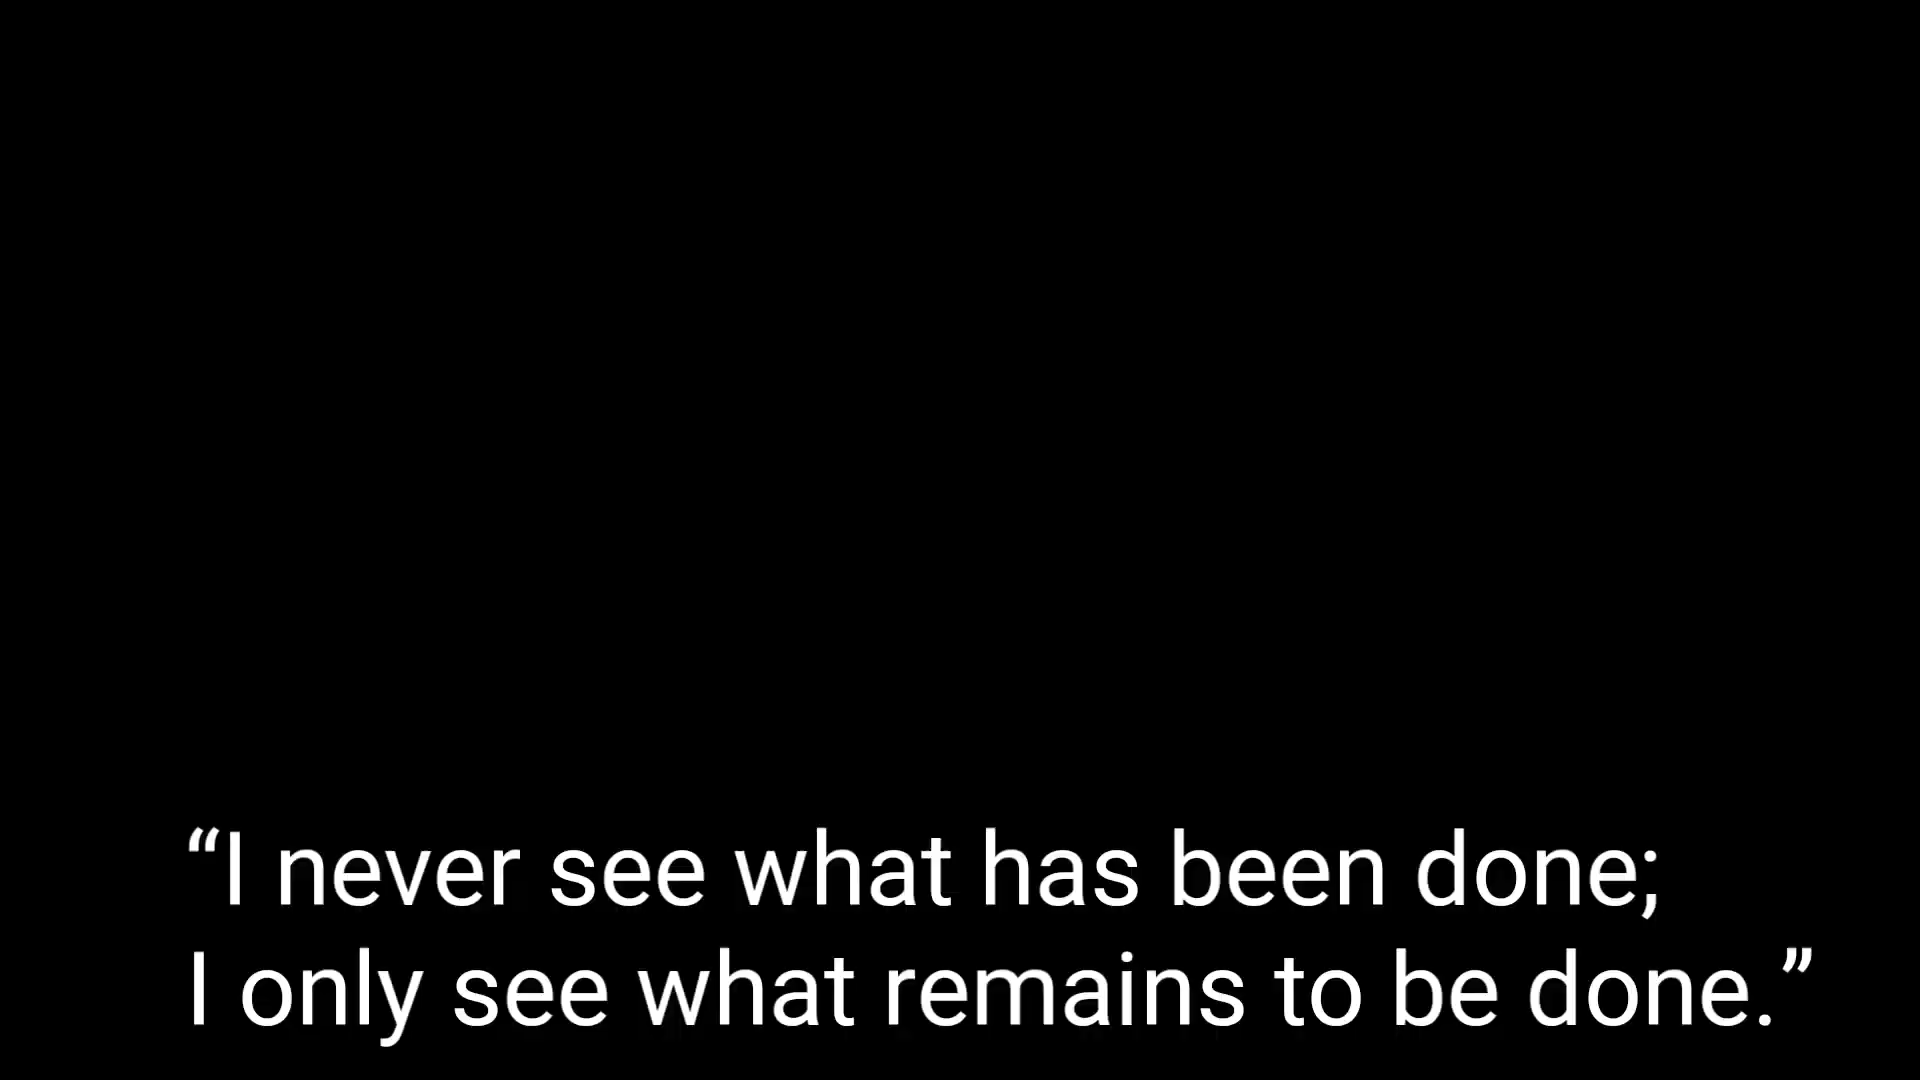 “I never see what has been done;
I only see what remains to be done.”